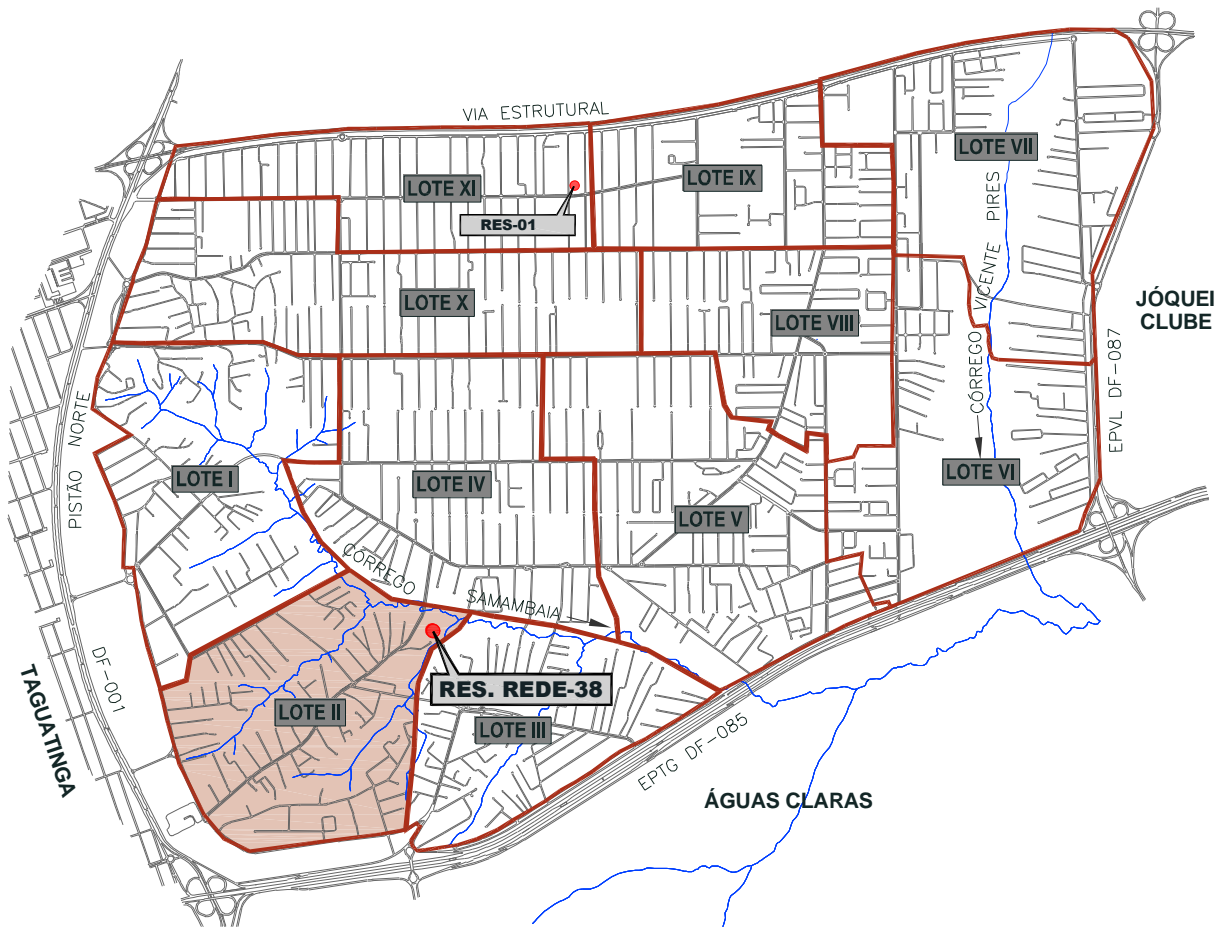 VIA ESTRUTURAL
LOTE VII
LOTE XI
LOTE IX
RES-01
VICENTE PIRES
CÓRREGO
JÓQUEI
CLUBE
LOTE X
LOTE VIII
EPVL DF-087
PISTÃO NORTE
LOTE I
LOTE IV
LOTE VI
LOTE V
CÓRREGO
SAMAMBAIA
DF-001
TAGUATINGA
RES. REDE-38
LOTE II
LOTE III
EPTG DF-085
ÁGUAS CLARAS